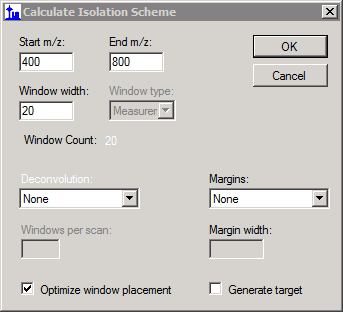 Calculate Isolation Scheme
Start m/z: End m/z:
400 800
OK
Cancel
Window width: Window type:
20 Measurer
Window Count: 20
Deconvolution: Margins:
None None
Windows per scan: Margin width:
Optimize window placement Generate target